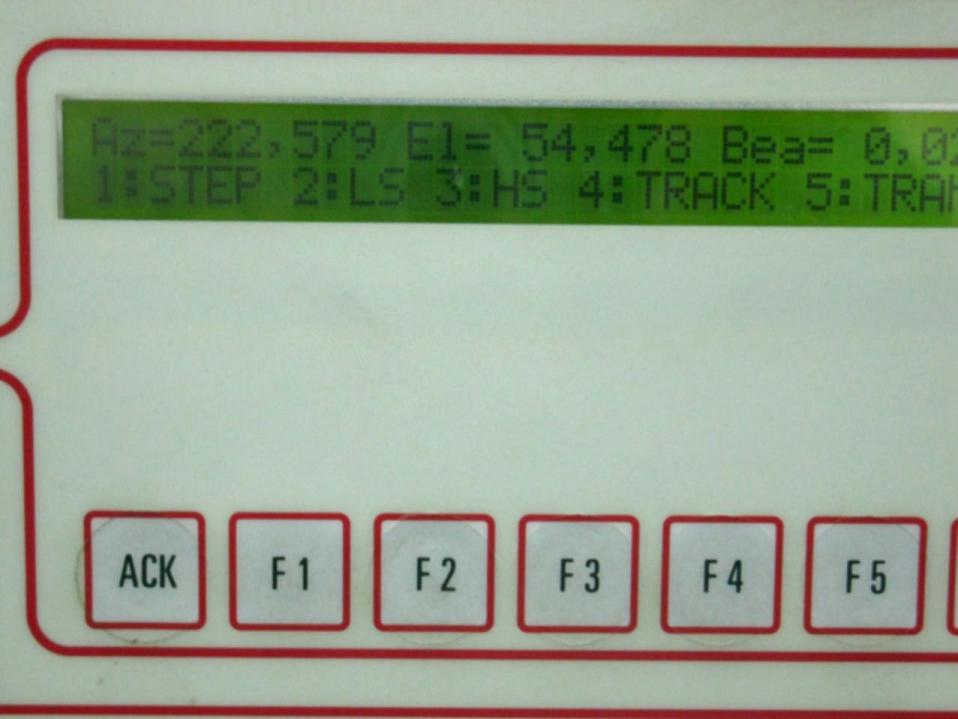 Az=222,579 El= 54,478 Bea= 0,0
1:STEP 2:LS 3:HS 4:TRACK 5:
ACK F1 F2 F3 F4 F5